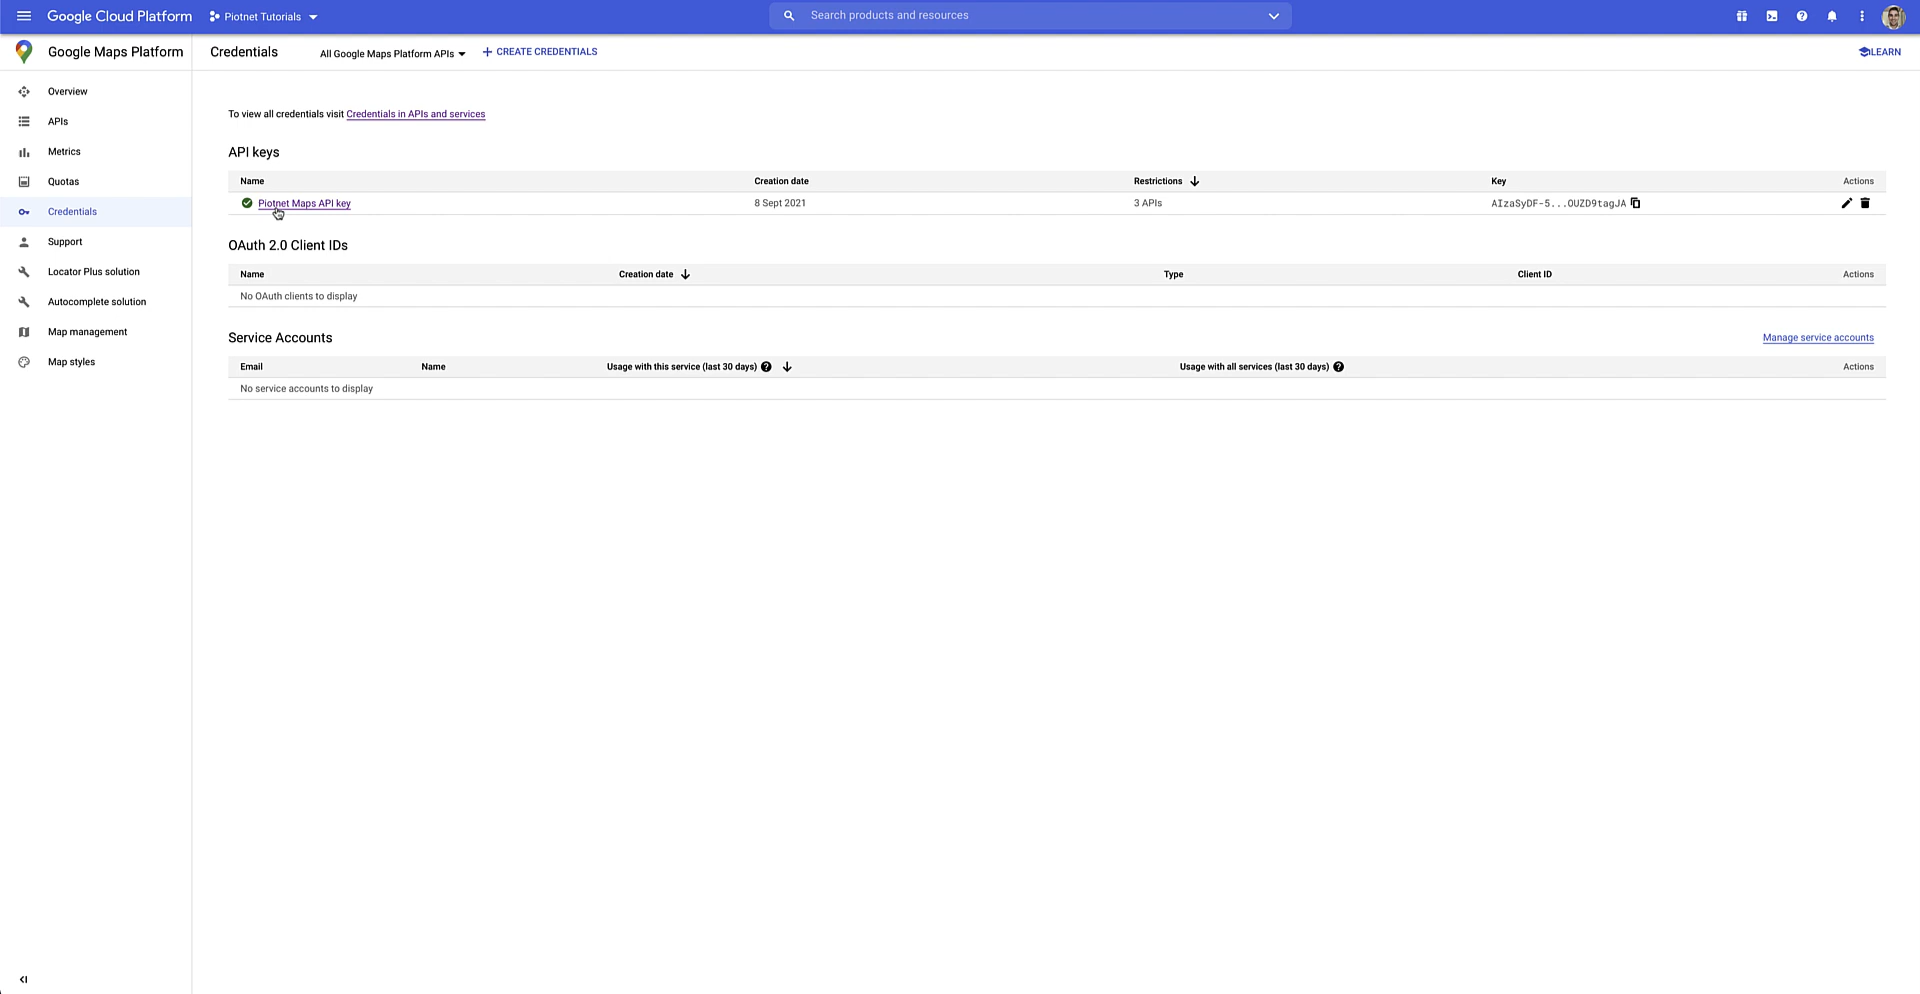 Google Cloud Platform
Piotnet Tutorials
Search products and resources
Google Maps Platform
Credentials
All Google Maps Platform APIs
CREATE CREDENTIALS
LEARN
Overview
APIs
Metrics
Quotas
Credentials
Support
Locator Plus solution
Autocomplete solution
Map management
Map styles
To view all credentials visit Credentials in APIs and services
API keys
Name Creation date Restrictions Key Actions
Piotnet Maps API key 8 Sept 2021 3 APIs AIzaSyDF-5...OUZD9tagJA
OAuth 2.0 Client IDs
Name Creation date Type Client ID Actions
No OAuth clients to display
Service Accounts
Manage service accounts
Email Name Usage with this service (last 30 days) Usage with all services (last 30 days) Actions
No service accounts to display